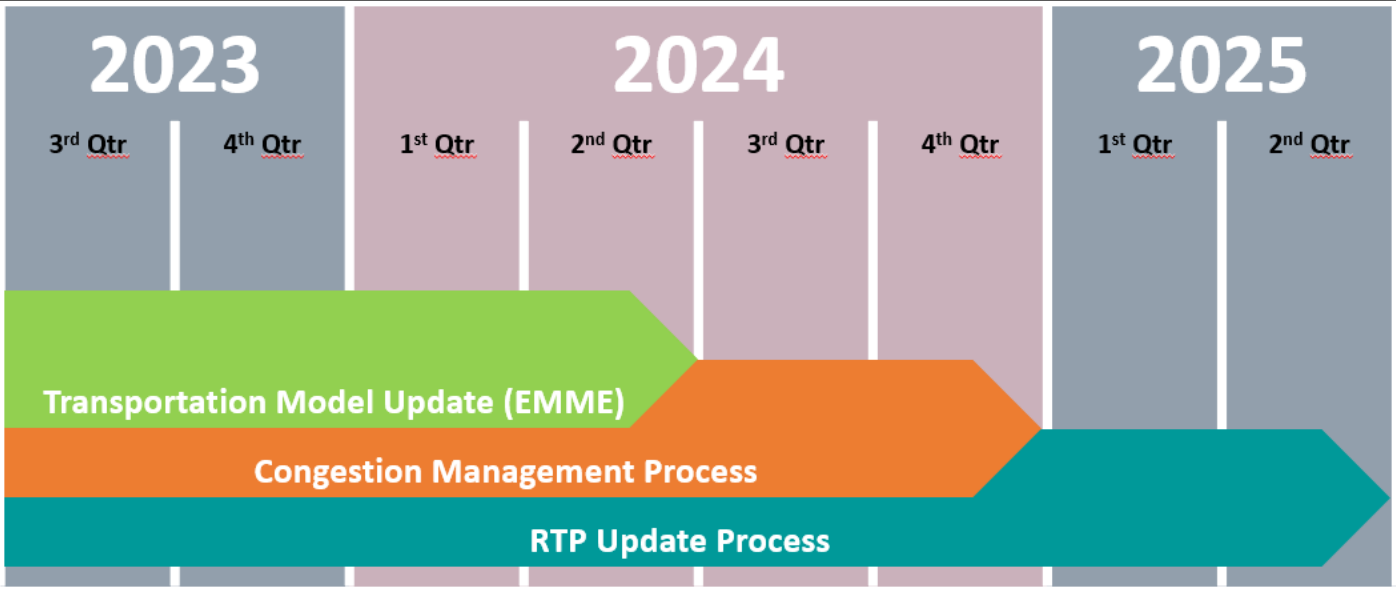 2023 2024 2025
3rd Qtr 4th Qtr 1st Qtr 2nd Qtr 3rd Qtr 4th Qtr 1st Qtr 2nd Qtr
Transportation Model Update (EMME)
Congestion Management Process
RTP Update Process